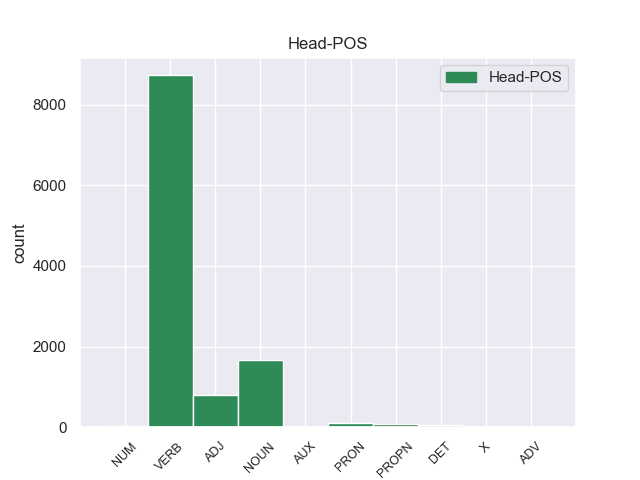 Head-POS
Head-POS
8000
6000
4000
2000
0
count
NUM
VERB
ADJ
NOUN
AUX
PRON
PROPN
DET
X
ADV